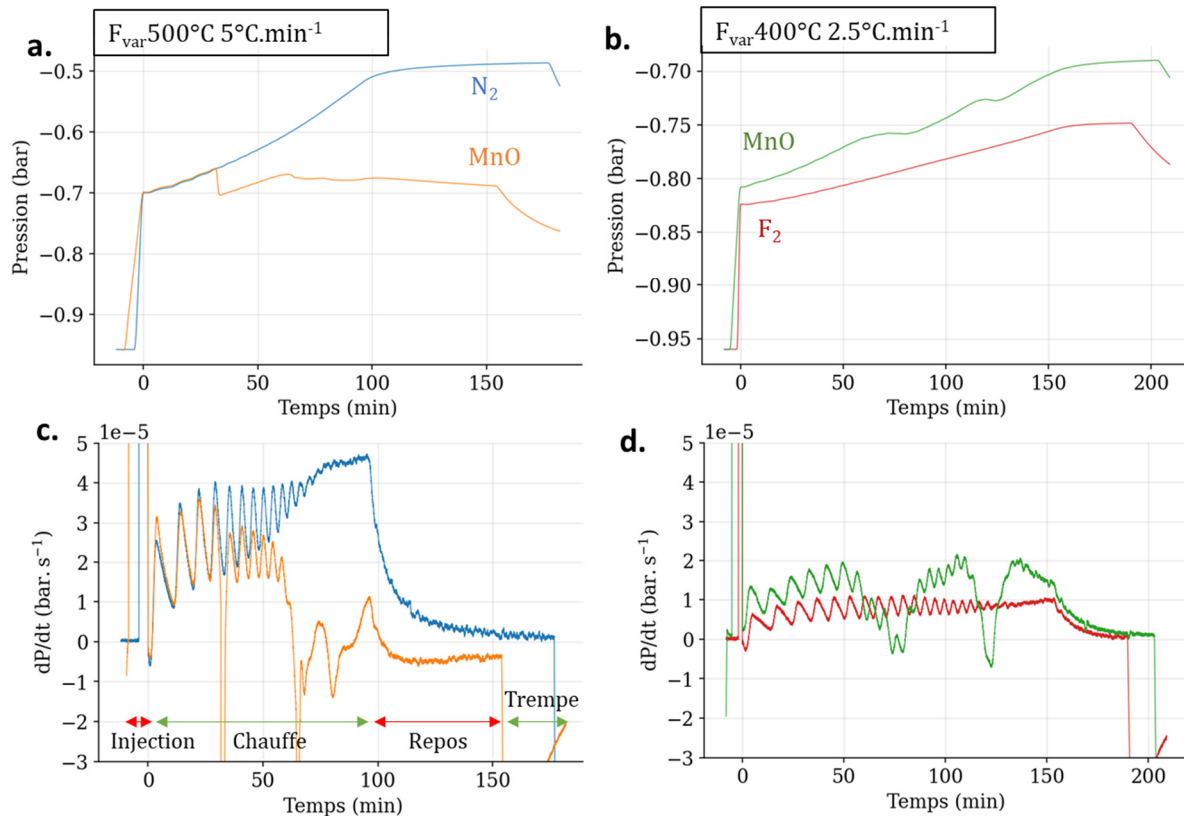 a.
F_var500°C 5°C.min⁻¹
b.
F_var400°C 2.5°C.min⁻¹
Pression (bar)
−0.5
−0.6
−0.7
−0.8
−0.9
N₂
MnO
0
50
100
150
Temps (min)
Pression (bar)
−0.70
−0.75
−0.80
−0.85
−0.90
−0.95
MnO
F₂
0
50
100
150
200
Temps (min)
c.
1e−5
dP/dt (bar. s⁻¹)
5
4
3
2
1
0
−1
−2
−3
Injection
Chauffe
Repos
Trempe
0
50
100
150
Temps (min)
d.
1e−5
dP/dt (bar. s⁻¹)
5
4
3
2
1
0
−1
−2
−3
0
50
100
150
200
Temps (min)